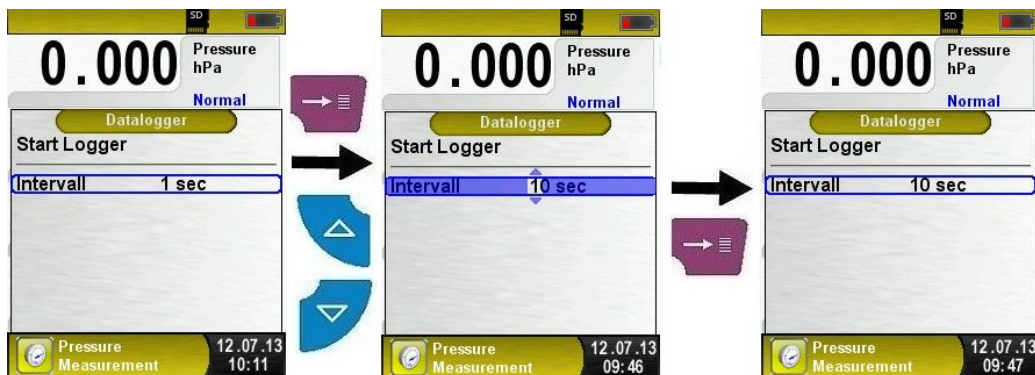 SD
0.000
Pressure
hPa
Normal
Datalogger
Start Logger
Intervall 1 sec
Pressure
Measurement
12.07.13
10:11
SD
0.000
Pressure
hPa
Normal
Datalogger
Start Logger
Intervall 10 sec
Pressure
Measurement
12.07.13
09:46
SD
0.000
Pressure
hPa
Normal
Datalogger
Start Logger
Intervall 10 sec
Pressure
Measurement
12.07.13
09:47